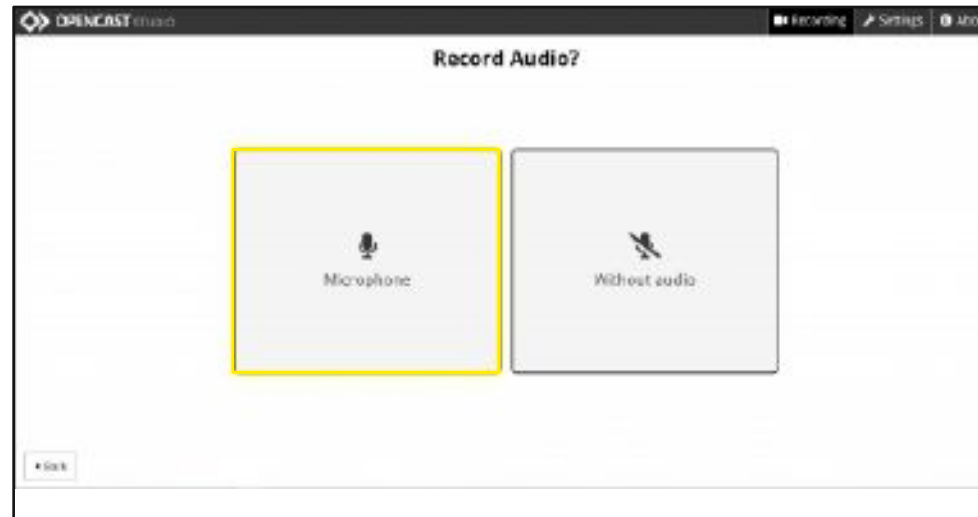 OPENCAST STUDIO
Recording Settings
Record Audio?
Microphone
Without audio
Back